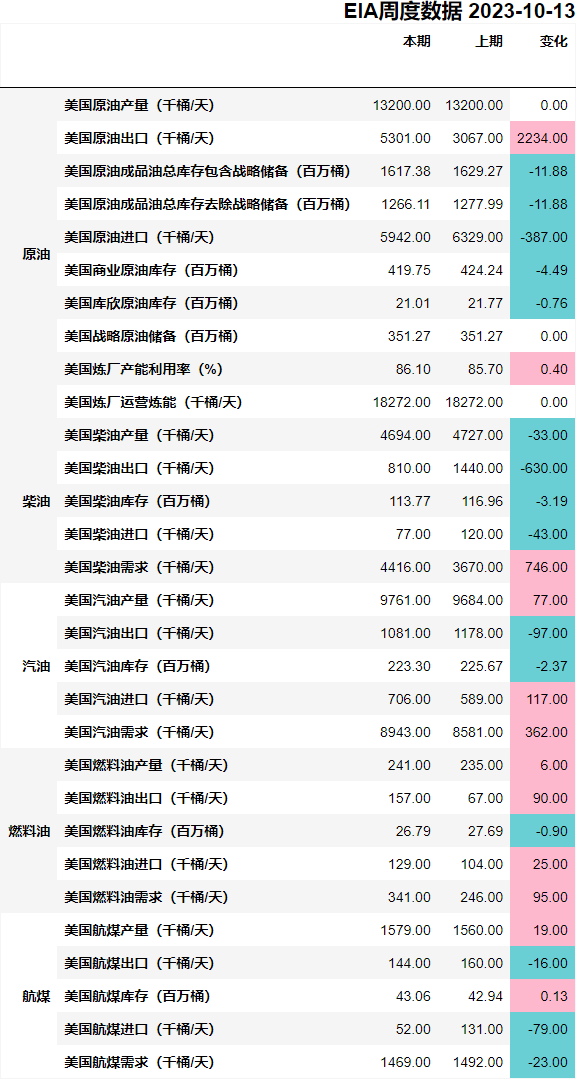 EIA周度数据 2023-10-13
本期 上期 变化
原油
美国原油产量（千桶/天） 13200.00 13200.00 0.00
美国原油出口（千桶/天） 5301.00 3067.00 2234.00
美国原油成品油总库存包含战略储备（百万桶） 1617.38 1629.27 -11.88
美国原油成品油总库存去除战略储备（百万桶） 1266.11 1277.99 -11.88
美国原油进口（千桶/天） 5942.00 6329.00 -387.00
美国商业原油库存（百万桶） 419.75 424.24 -4.49
美国库欣原油库存（百万桶） 21.01 21.77 -0.76
美国战略原油储备（百万桶） 351.27 351.27 0.00
美国炼厂产能利用率（%） 86.10 85.70 0.40
美国炼厂运营炼能（千桶/天） 18272.00 18272.00 0.00
柴油
美国柴油产量（千桶/天） 4694.00 4727.00 -33.00
美国柴油出口（千桶/天） 810.00 1440.00 -630.00
美国柴油库存（百万桶） 113.77 116.96 -3.19
美国柴油进口（千桶/天） 77.00 120.00 -43.00
美国柴油需求（千桶/天） 4416.00 3670.00 746.00
汽油
美国汽油产量（千桶/天） 9761.00 9684.00 77.00
美国汽油出口（千桶/天） 1081.00 1178.00 -97.00
美国汽油库存（百万桶） 223.30 225.67 -2.37
美国汽油进口（千桶/天） 706.00 589.00 117.00
美国汽油需求（千桶/天） 8943.00 8581.00 362.00
燃料油
美国燃料油产量（千桶/天） 241.00 235.00 6.00
美国燃料油出口（千桶/天） 157.00 67.00 90.00
美国燃料油库存（百万桶） 26.79 27.69 -0.90
美国燃料油进口（千桶/天） 129.00 104.00 25.00
美国燃料油需求（千桶/天） 341.00 246.00 95.00
航煤
美国航煤产量（千桶/天） 1579.00 1560.00 19.00
美国航煤出口（千桶/天） 144.00 160.00 -16.00
美国航煤库存（百万桶） 43.06 42.94 0.13
美国航煤进口（千桶/天） 52.00 131.00 -79.00
美国航煤需求（千桶/天） 1469.00 1492.00 -23.00